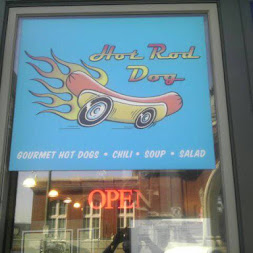 Hot Rod
Dog
GOURMET HOT DOGS • CHILI • SOUP • SALAD
OPEN